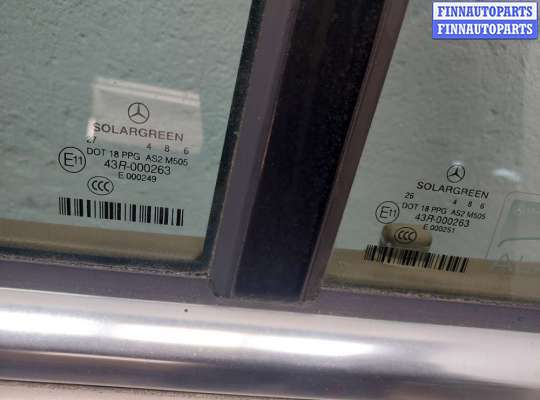 FINNAUTOPARTS
FINNAUTOPARTS
SOLARGREEN
27 4 8 6
DOT 18 PPG AS2 M505
E11 43R-000263
E 000249
CCC
SOLARGREEN
26 4 8 6
DOT 18 PPG AS2 M505
E11 43R-000263
E 000251
CCC